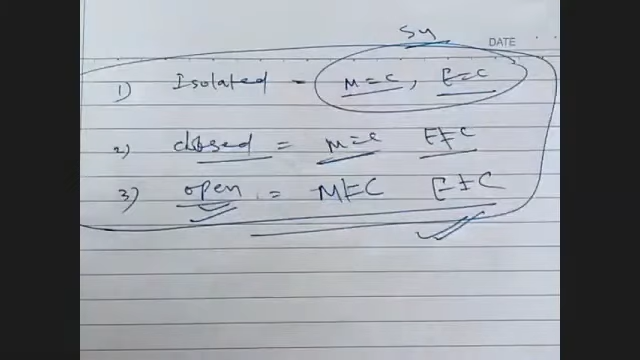 Sy
DATE
1) Isolated - M=C, E=C
2) closed = M=C E≠C
3) open = M≠C E≠C